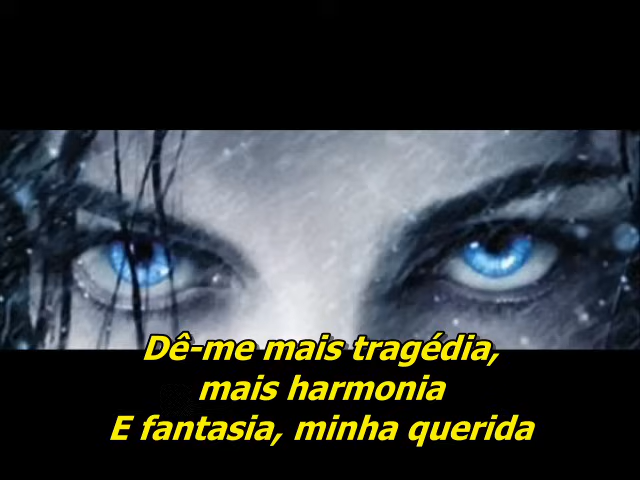 Dê-me mais tragédia,
mais harmonia
E fantasia, minha querida